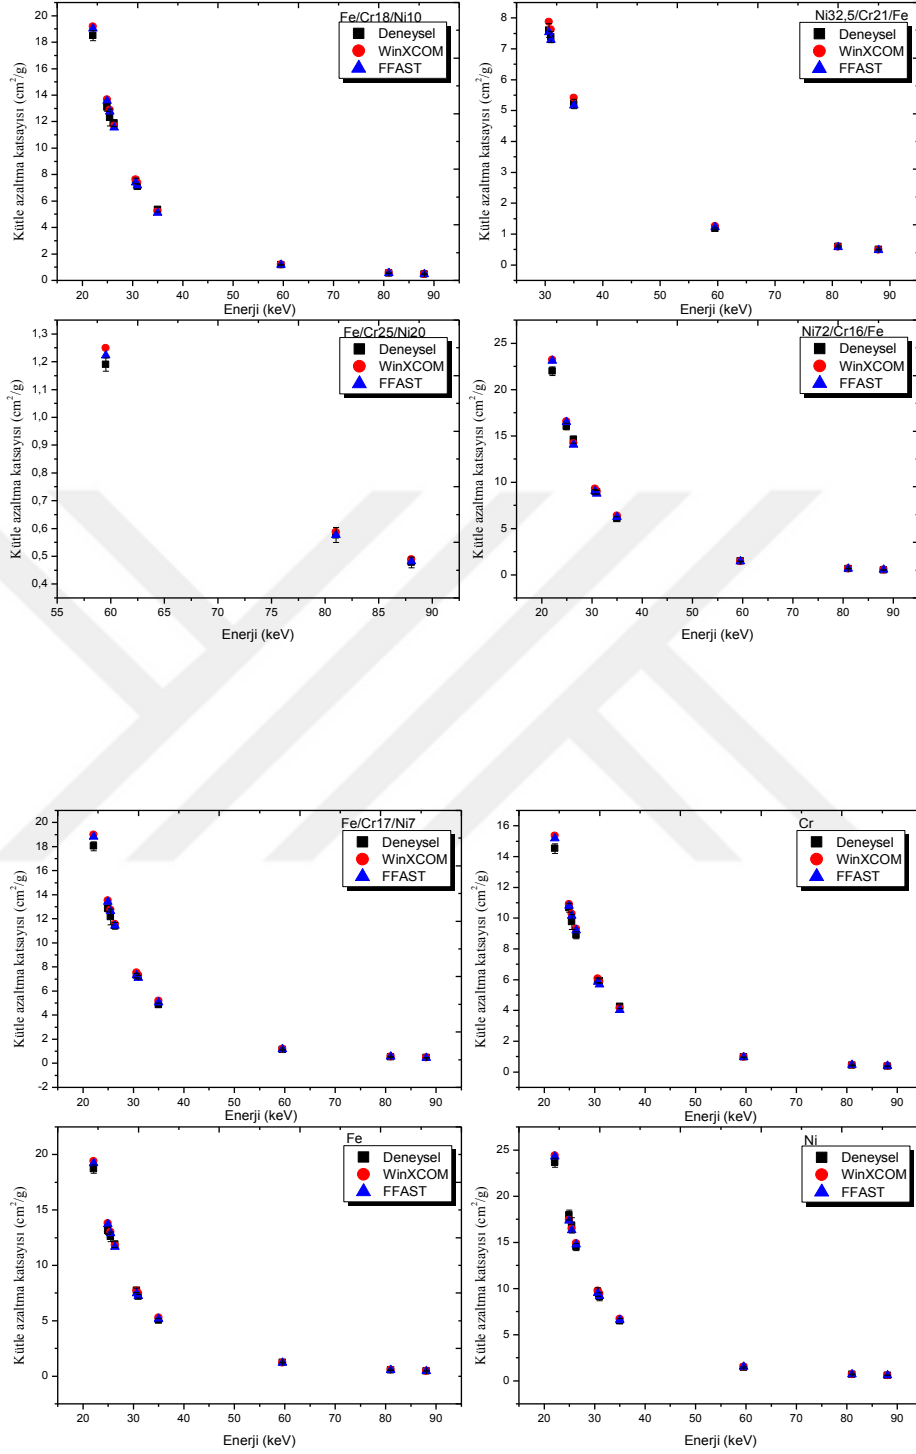 Fe/Cr18/Ni10
Deneysel
WinXCOM
FFAST
Kütle azaltma katsayısı (cm²/g)
20
18
16
14
12
10
8
6
4
2
0
20 30 40 50 60 70 80 90
Enerji (keV)
Ni32,5/Cr21/Fe
Deneysel
WinXCOM
FFAST
Kütle azaltma katsayısı (cm²/g)
8
7
6
5
4
3
2
1
0
30 40 50 60 70 80 90
Enerji (keV)
Fe/Cr25/Ni20
Deneysel
WinXCOM
FFAST
Kütle azaltma katsayısı (cm²/g)
1,3
1,2
1,1
1,0
0,9
0,8
0,7
0,6
0,5
0,4
55 60 65 70 75 80 85 90
Enerji (keV)
Ni72/Cr16/Fe
Deneysel
WinXCOM
FFAST
Kütle azaltma katsayısı (cm²/g)
25
20
15
10
5
0
20 30 40 50 60 70 80 90
Enerji (keV)
Fe/Cr17/Ni7
Deneysel
WinXCOM
FFAST
Kütle azaltma katsayısı (cm²/g)
20
18
16
14
12
10
8
6
4
2
0
-2
20 30 40 50 60 70 80 90
Enerji (keV)
Cr
Deneysel
WinXCOM
FFAST
Kütle azaltma katsayısı (cm²/g)
16
14
12
10
8
6
4
2
0
20 30 40 50 60 70 80 90
Enerji (keV)
Fe
Deneysel
WinXCOM
FFAST
Kütle azaltma katsayısı (cm²/g)
20
15
10
5
0
20 30 40 50 60 70 80 90
Enerji (keV)
Ni
Deneysel
WinXCOM
FFAST
Kütle azaltma katsayısı (cm²/g)
25
20
15
10
5
0
20 30 40 50 60 70 80 90
Enerji (keV)